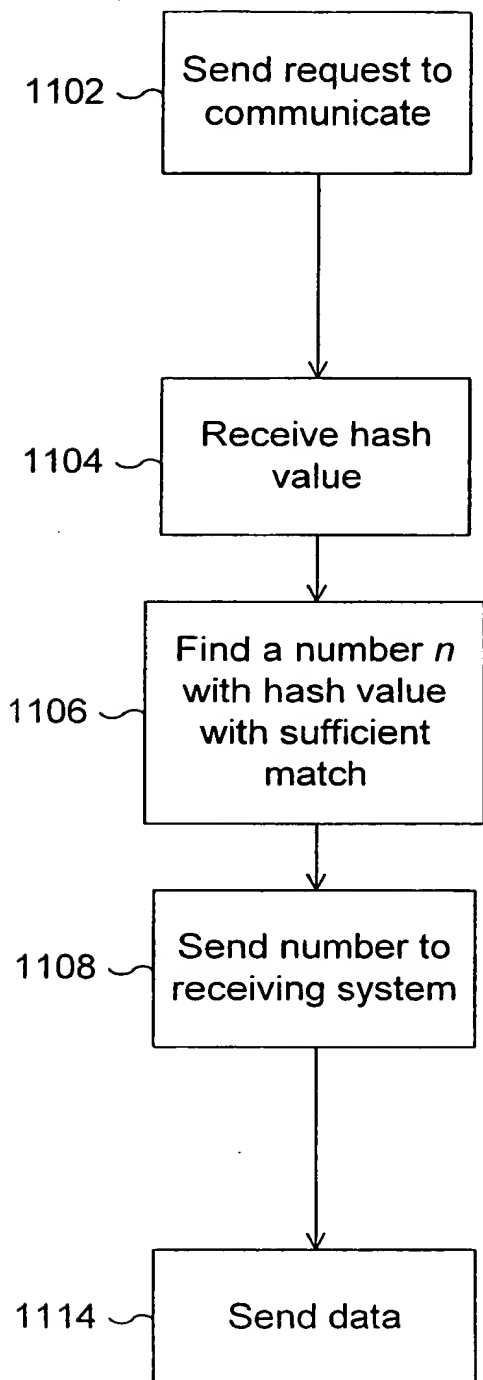 1102
Send request to
communicate
1104
Receive hash
value
1106
Find a number n
with hash value
with sufficient
match
1108
Send number to
receiving system
1114
Send data